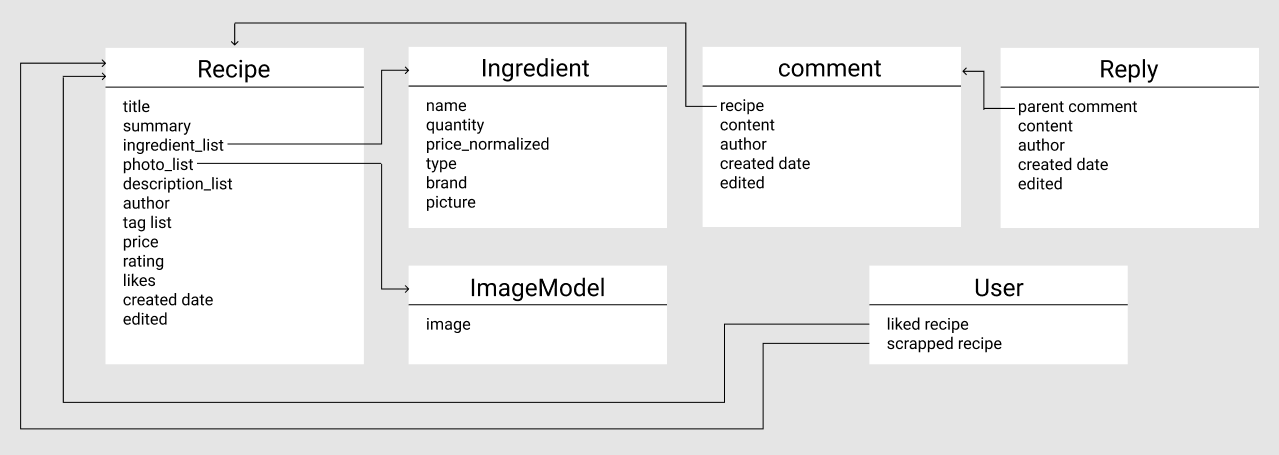 Recipe
title
summary
ingredient_list
photo_list
description_list
author
tag list
price
rating
likes
created date
edited
Ingredient
name
quantity
price_normalized
type
brand
picture
comment
recipe
content
author
created date
edited
Reply
parent comment
content
author
created date
edited
ImageModel
image
User
liked recipe
scrapped recipe